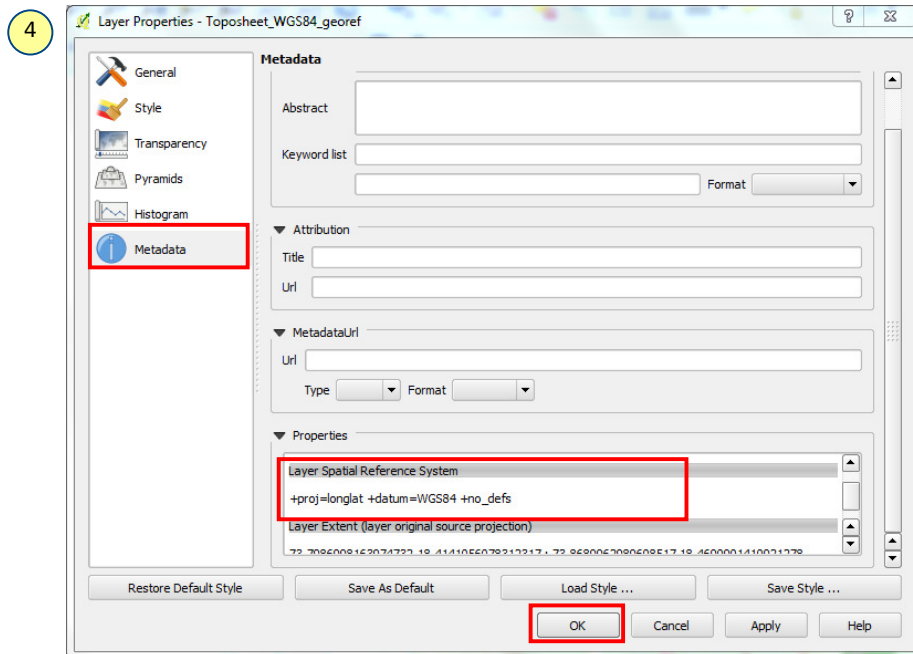 4
Layer Properties - Toposheet_WGS84_georef
General
Style
Transparency
Pyramids
Histogram
Metadata
Metadata
Abstract
Keyword list
Format
Attribution
Title
Url
MetadataUrl
Url
Type
Format
Properties
Layer Spatial Reference System
+proj=longlat +datum=WGS84 +no_defs
Layer Extent (layer original source projection)
Restore Default Style
Save As Default
Load Style ...
Save Style ...
OK
Cancel
Apply
Help